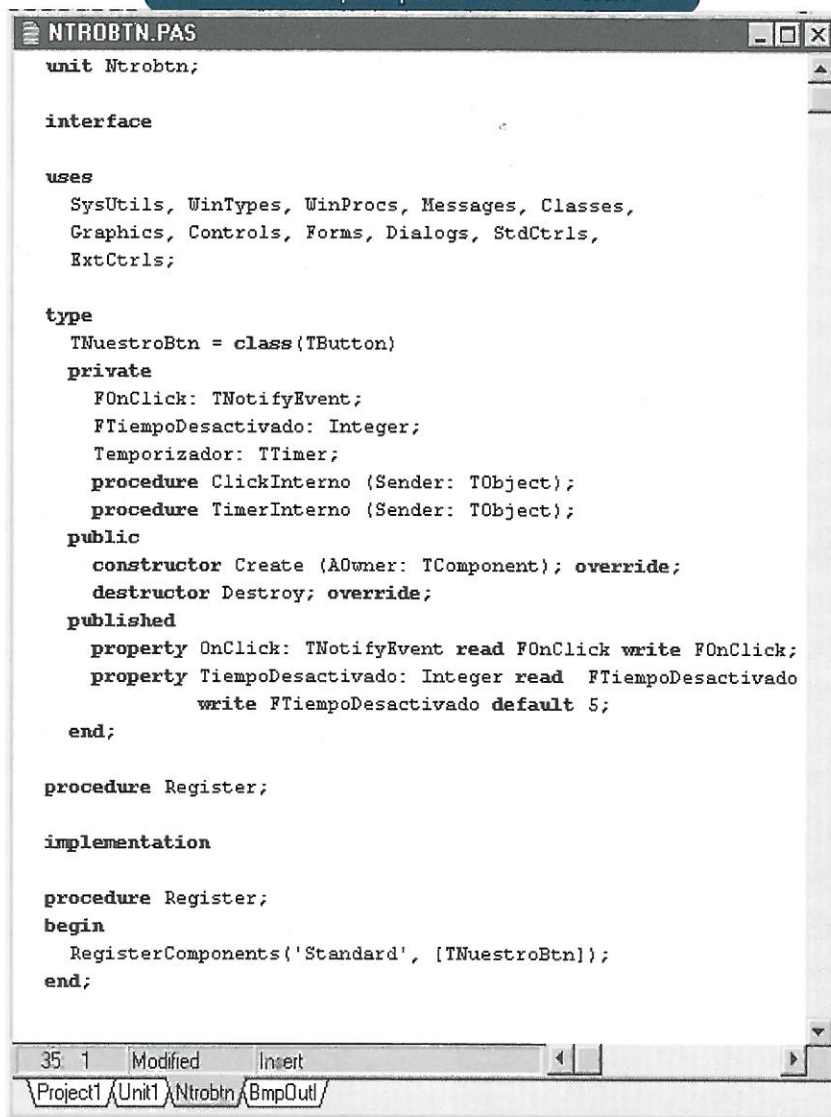 NTROBTN.PAS
unit Ntrobtn;
interface
uses
SysUtils, WinTypes, WinProcs, Messages, Classes,
Graphics, Controls, Forms, Dialogs, StdCtrls,
ExtCtrls;
type
TNuestroBtn = class(TButton)
private
FOnClick: TNotifyEvent;
FTiempoDesactivado: Integer;
Temporizador: TTimer;
procedure ClickInterno (Sender: TObject);
procedure TimerInterno (Sender: TObject);
public
constructor Create (AOwner: TComponent); override;
destructor Destroy; override;
published
property OnClick: TNotifyEvent read FOnClick write FOnClick;
property TiempoDesactivado: Integer read FTiempoDesactivado
write FTiempoDesactivado default 5;
end;
procedure Register;
implementation
procedure Register;
begin
RegisterComponents('Standard', [TNuestroBtn]);
end;
35: 1 Modified Insert
Project1 Unit1 Ntrobtn BmpOutl